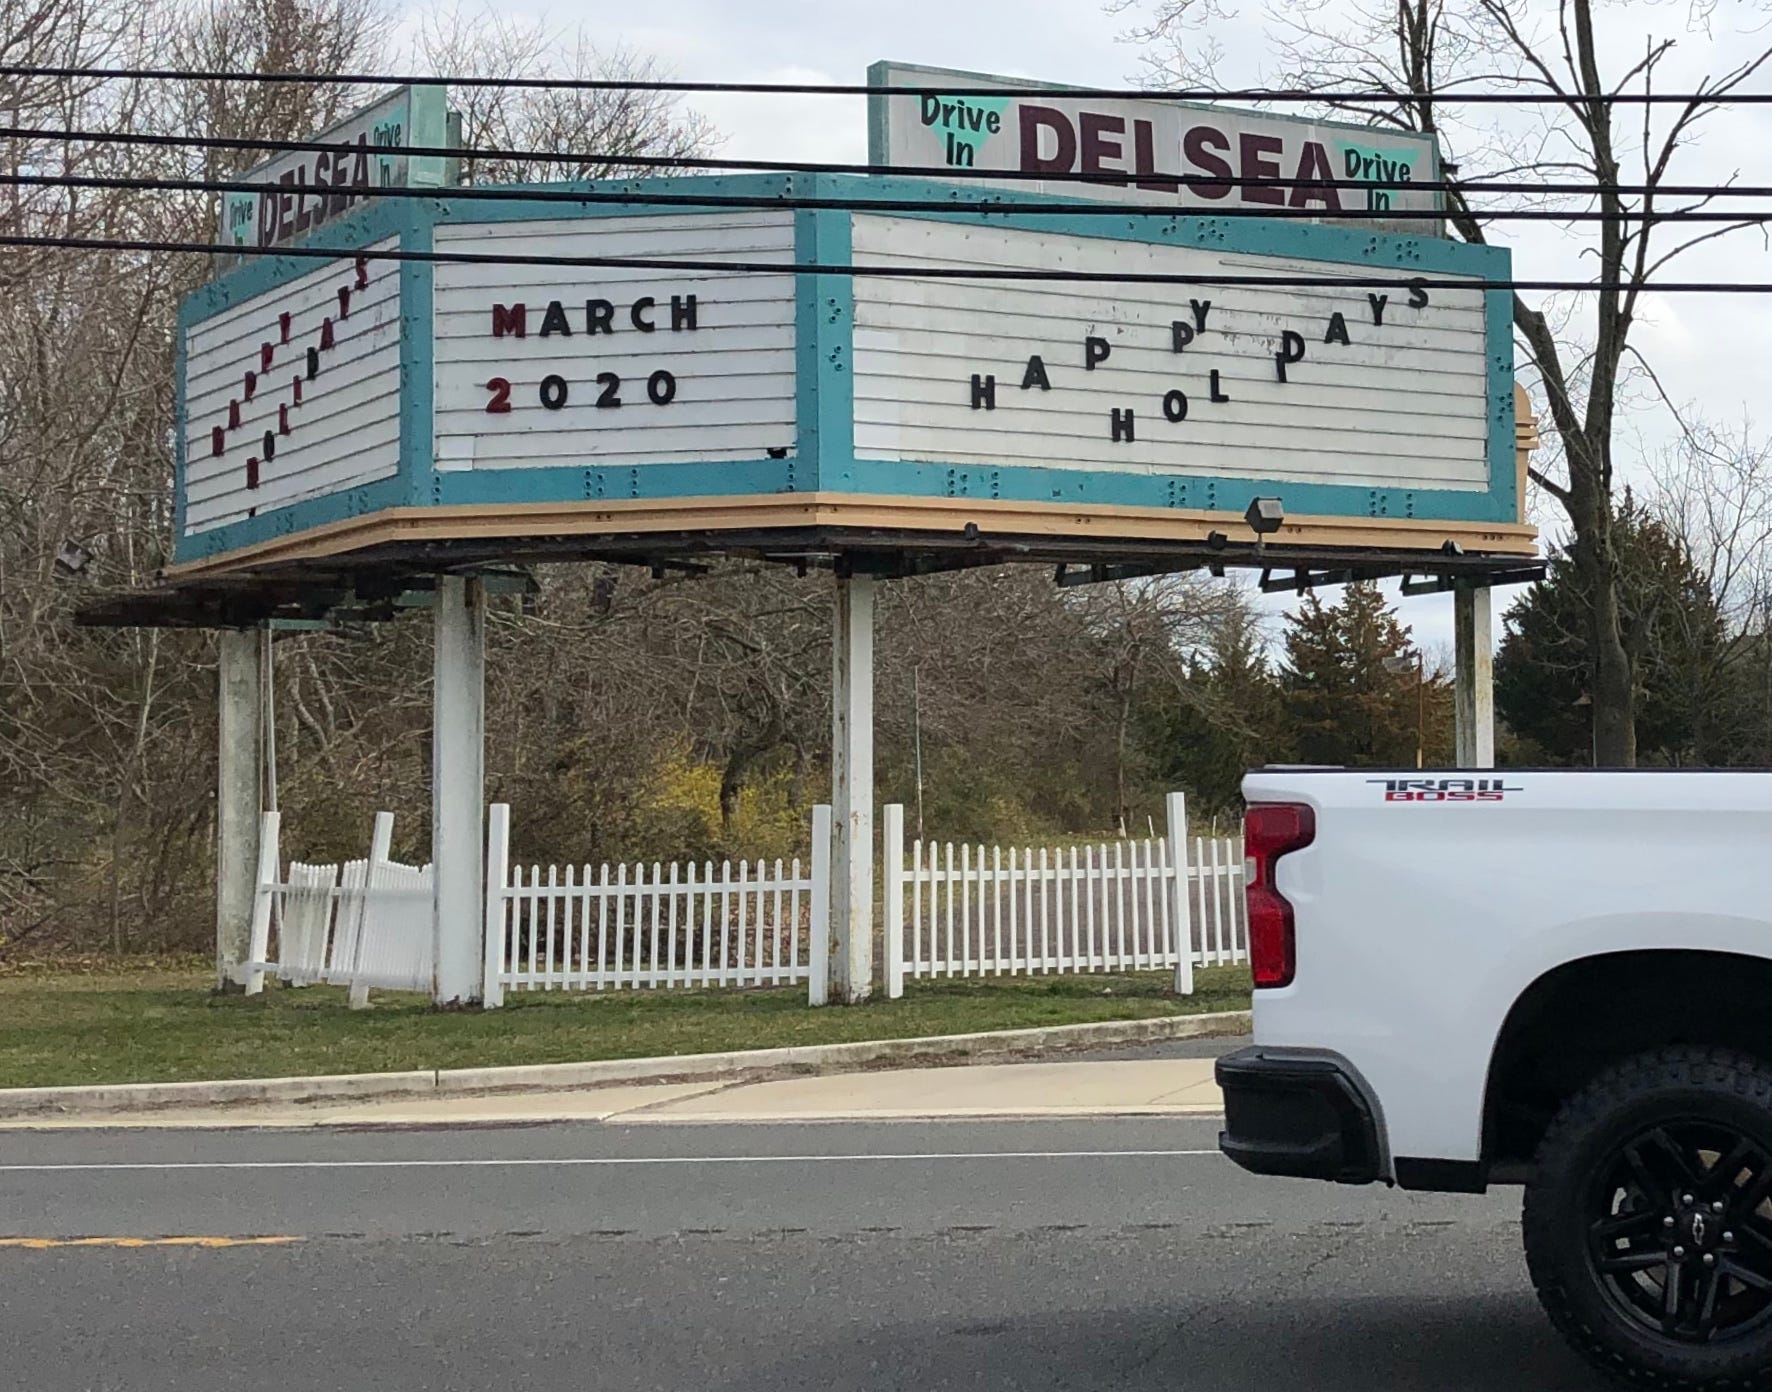 Drive
In
DELSEA
Drive
In
Drive
In
DELSEA
Drive
In
HAPPY
HOLIDAYS
MARCH
2020
HAPPY
HOLIDAYS
TRAIL
BOSS